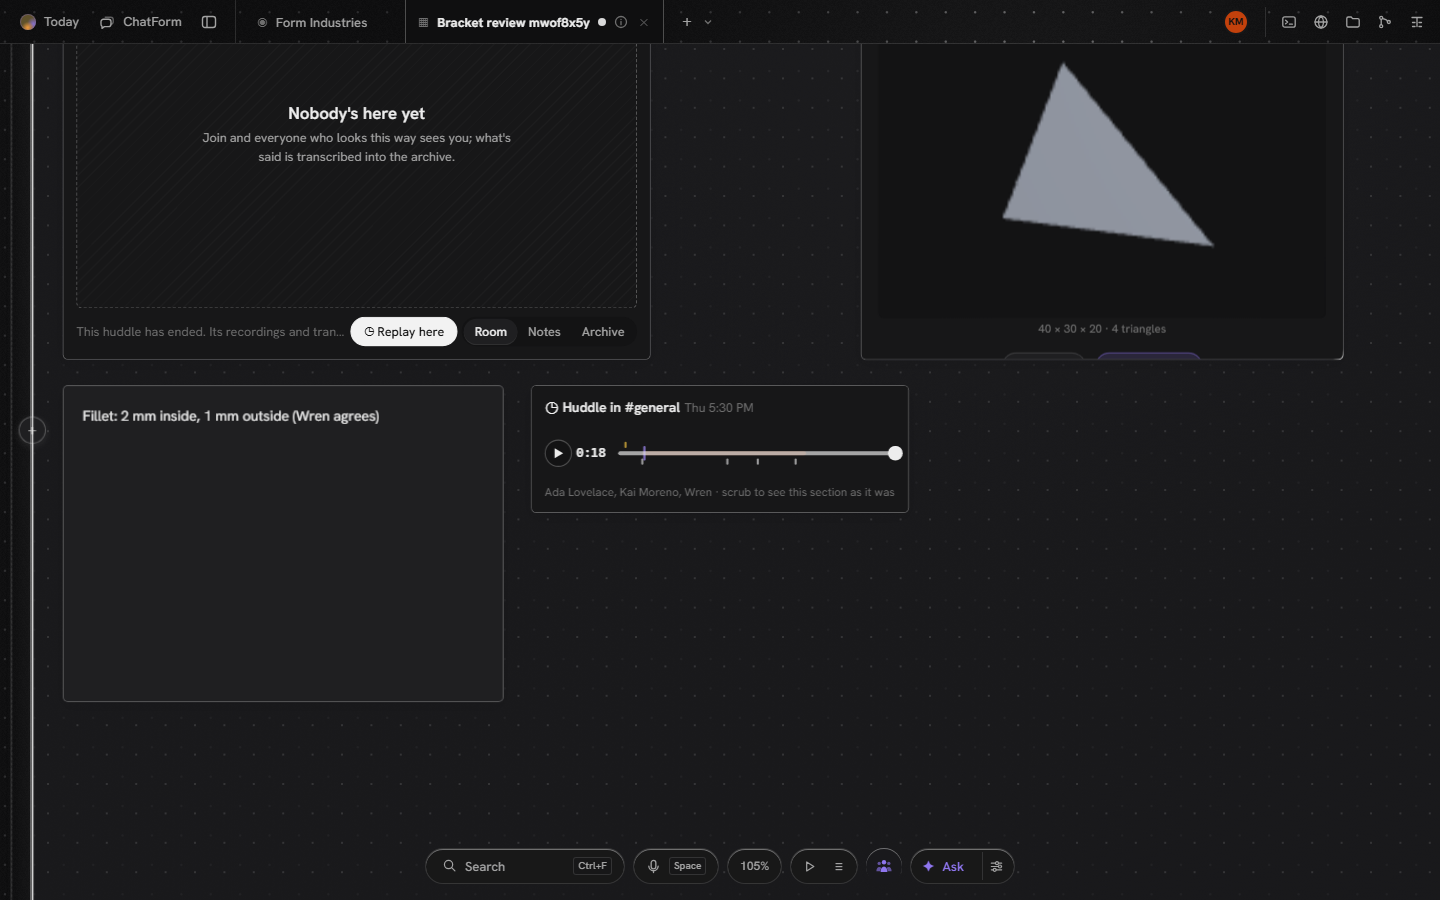 Today
ChatForm
Form Industries
Bracket review mwof8x5y
KM
Nobody's here yet
Join and everyone who looks this way sees you; what's
said is transcribed into the archive.
This huddle has ended. Its recordings and tran...
Replay here
Room
Notes
Archive
40 × 30 × 20 · 4 triangles
Fillet: 2 mm inside, 1 mm outside (Wren agrees)
Huddle in #general Thu 5:30 PM
0:18
Ada Lovelace, Kai Moreno, Wren · scrub to see this section as it was
Search
Ctrl+F
Space
105%
Ask